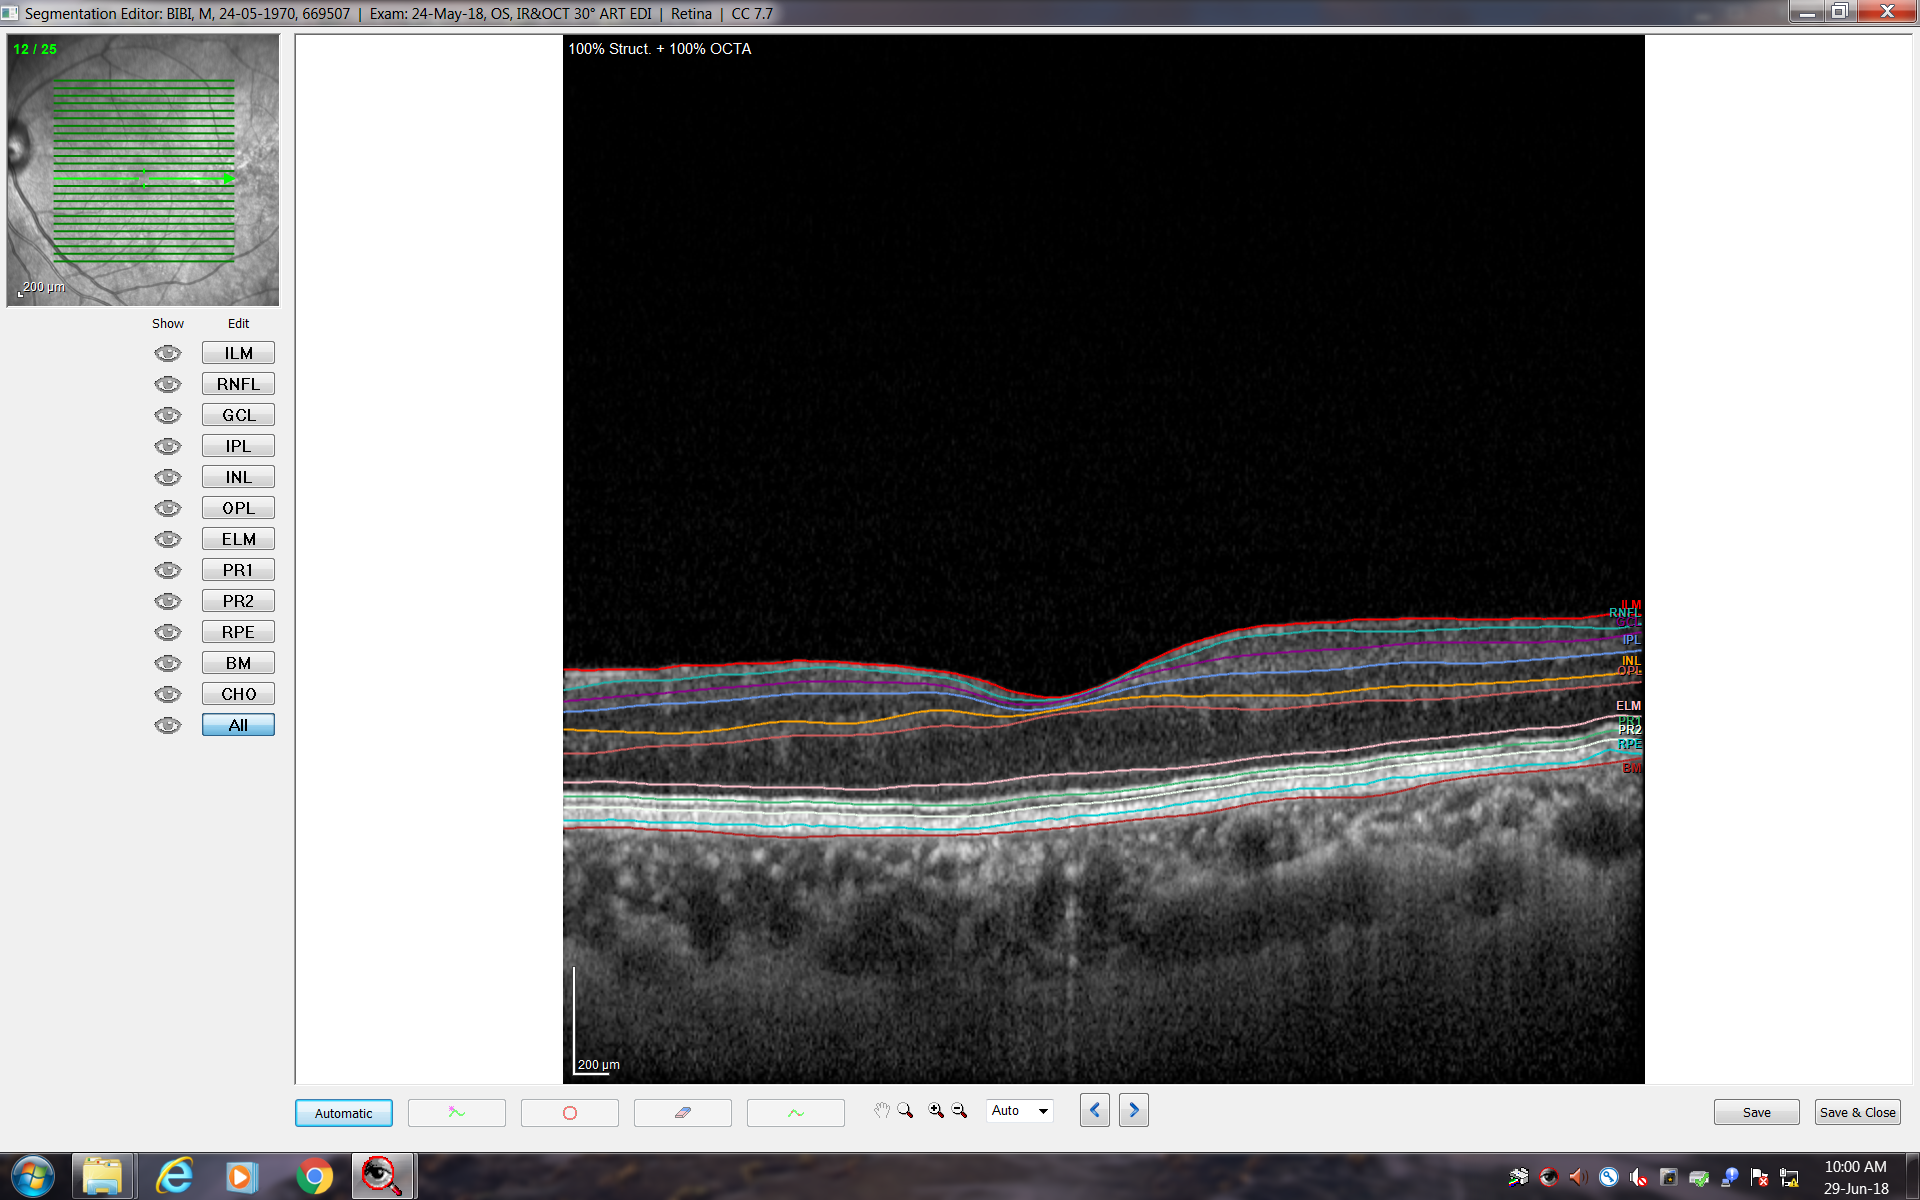 Segmentation Editor: BIBI, M, 24-05-1970, 669507 | Exam: 24-May-18, OS, IR&OCT 30° ART EDI | Retina | CC 7.7
12 / 25
200 µm
Show Edit
ILM
RNFL
GCL
IPL
INL
OPL
ELM
PR1
PR2
RPE
BM
CHO
All
100% Struct. + 100% OCTA
ILM
RNFL
GCL
IPL
INL
OPL
ELM
PR1
PR2
RPE
BM
200 µm
Automatic
Auto
Save
Save & Close
10:00 AM
29-Jun-18